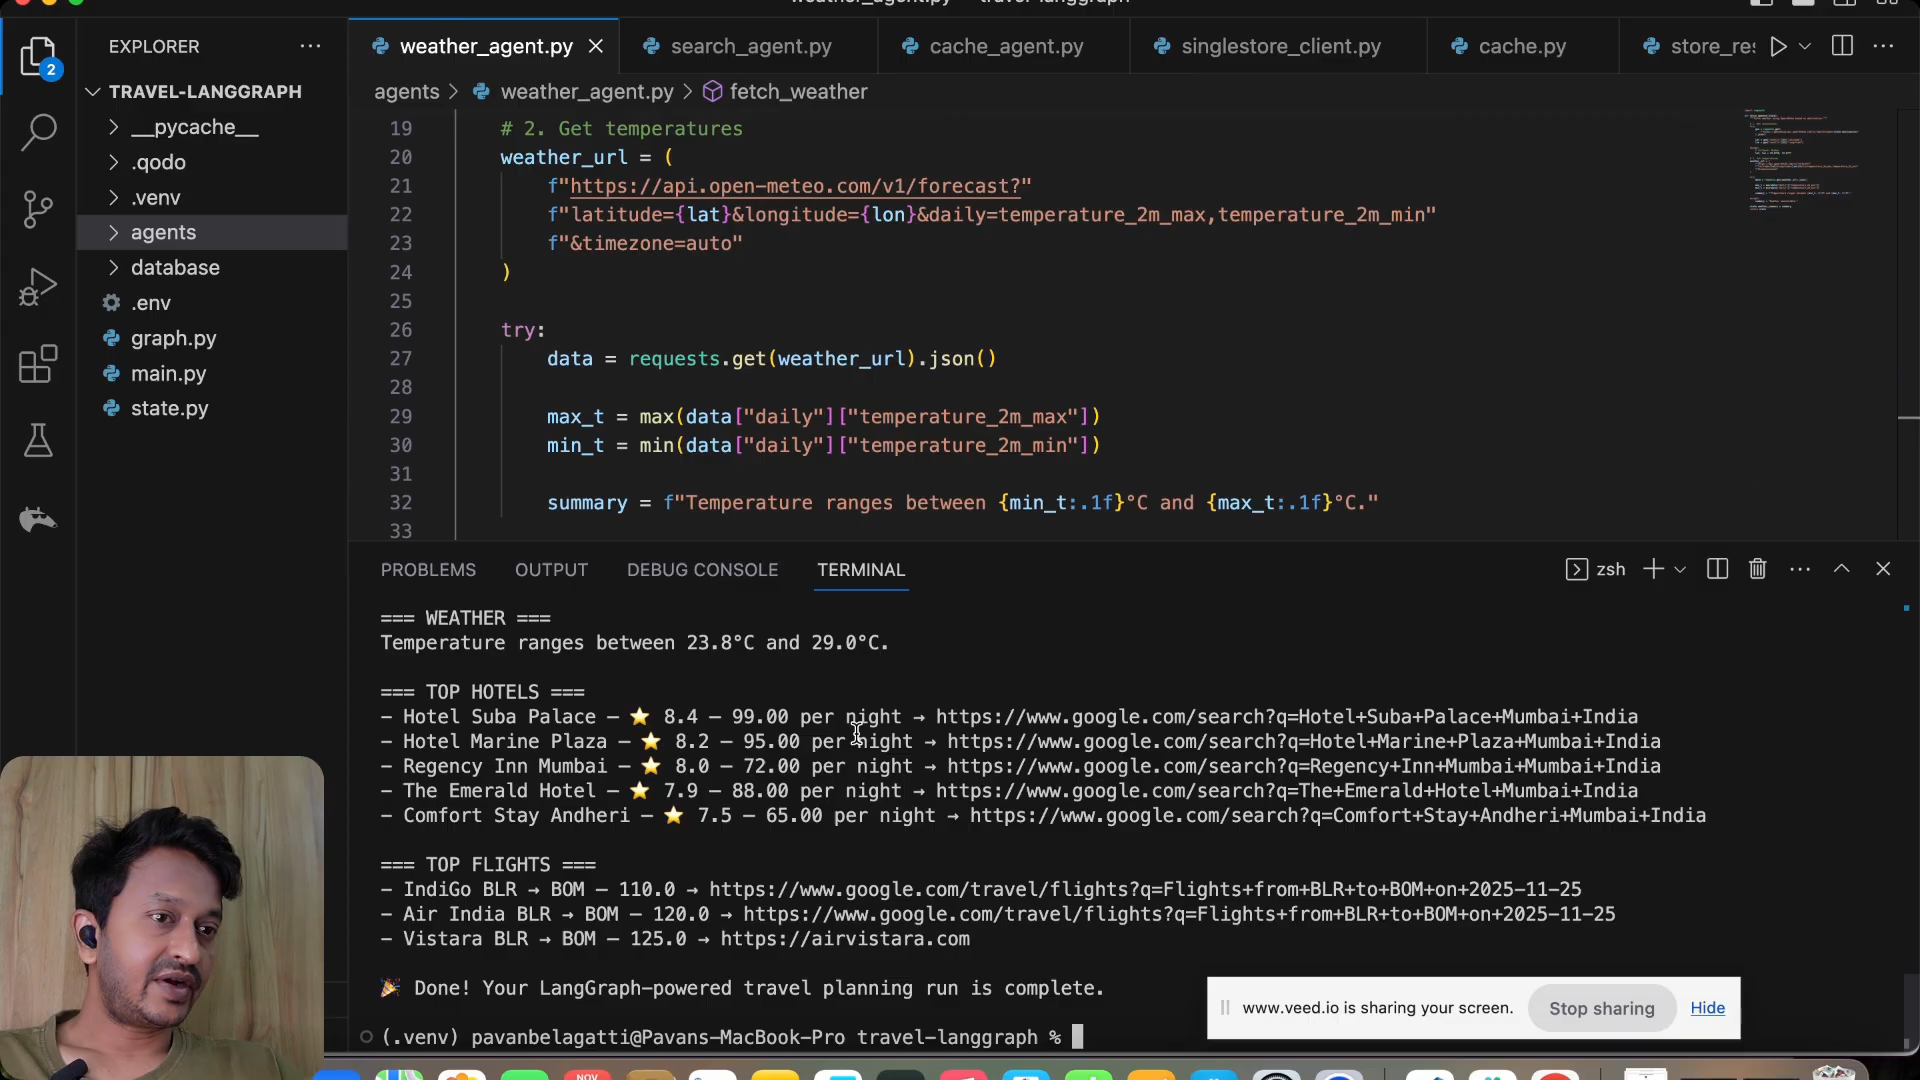 weather_agent.py — travel-langgraph
EXPLORER
weather_agent.py
search_agent.py
cache_agent.py
singlestore_client.py
cache.py
store_res
2
TRAVEL-LANGGRAPH
__pycache__
.qodo
.venv
agents
database
.env
graph.py
main.py
state.py
agents > weather_agent.py > fetch_weather
19 # 2. Get temperatures
20 weather_url = (
21 f"https://api.open-meteo.com/v1/forecast?"
22 f"latitude={lat}&longitude={lon}&daily=temperature_2m_max,temperature_2m_min"
23 f"&timezone=auto"
24 )
25
26 try:
27 data = requests.get(weather_url).json()
28
29 max_t = max(data["daily"]["temperature_2m_max"])
30 min_t = min(data["daily"]["temperature_2m_min"])
31
32 summary = f"Temperature ranges between {min_t:.1f}°C and {max_t:.1f}°C."
33
PROBLEMS OUTPUT DEBUG CONSOLE TERMINAL
zsh
=== WEATHER ===
Temperature ranges between 23.8°C and 29.0°C.
=== TOP HOTELS ===
– Hotel Suba Palace – ⭐ 8.4 – 99.00 per night → https://www.google.com/search?q=Hotel+Suba+Palace+Mumbai+India
– Hotel Marine Plaza – ⭐ 8.2 – 95.00 per night → https://www.google.com/search?q=Hotel+Marine+Plaza+Mumbai+India
– Regency Inn Mumbai – ⭐ 8.0 – 72.00 per night → https://www.google.com/search?q=Regency+Inn+Mumbai+Mumbai+India
– The Emerald Hotel – ⭐ 7.9 – 88.00 per night → https://www.google.com/search?q=The+Emerald+Hotel+Mumbai+India
– Comfort Stay Andheri – ⭐ 7.5 – 65.00 per night → https://www.google.com/search?q=Comfort+Stay+Andheri+Mumbai+India
=== TOP FLIGHTS ===
– IndiGo BLR → BOM – 110.0 → https://www.google.com/travel/flights?q=Flights+from+BLR+to+BOM+on+2025-11-25
– Air India BLR → BOM – 120.0 → https://www.google.com/travel/flights?q=Flights+from+BLR+to+BOM+on+2025-11-25
– Vistara BLR → BOM – 125.0 → https://airvistara.com
🎉 Done! Your LangGraph-powered travel planning run is complete.
(.venv) pavanbelagatti@Pavans-MacBook-Pro travel-langgraph %
www.veed.io is sharing your screen.
Stop sharing
Hide
NOV